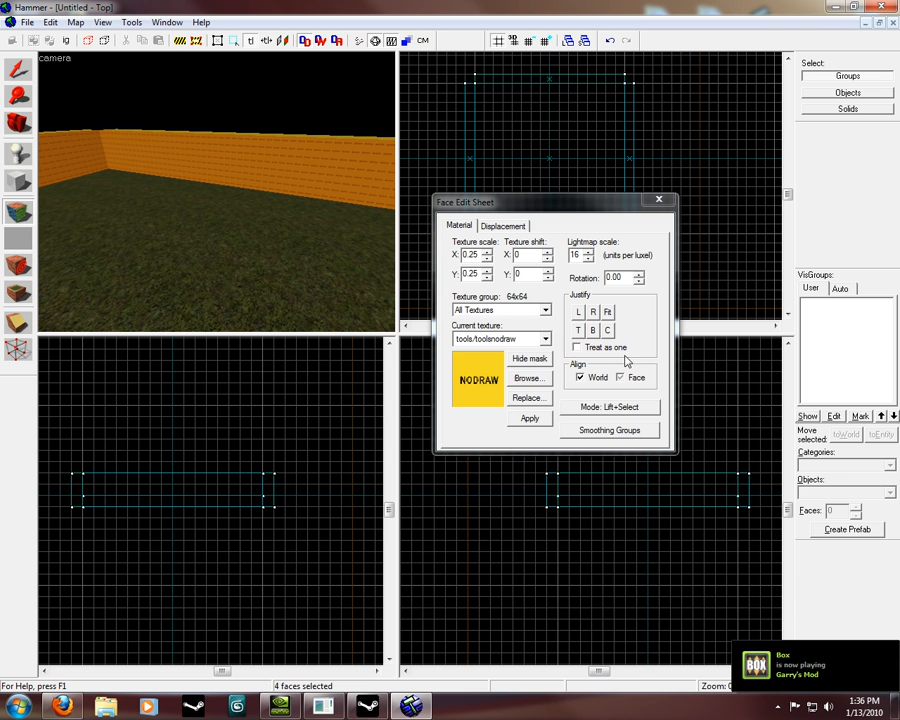 Hammer - [Untitled - Top]
File Edit Map View Tools Window Help
ig tl +tl+ CM
3D
camera
Select:
Groups
Objects
Solids
Face Edit Sheet
X
Material Displacement
Texture scale: Texture shift: Lightmap scale:
X: 0.25 X: 0 16 (units per luxel)
Y: 0.25 Y: 0 Rotation: 0.00
Texture group: 64x64
All Textures
Justify
L R Fit
Current texture:
tools/toolsnodraw
T B C
Treat as one
NODRAW
Hide mask
Align
World Face
Browse...
Replace...
Mode: Lift+Select
Apply
Smoothing Groups
VisGroups:
User Auto
Show Edit Mark
Move
selected:
toWorld toEntity
Categories:
Objects:
Faces: 0
Create Prefab
BOX
Box
is now playing
Garry's Mod
For Help, press F1
4 faces selected
Zoom:
1:36 PM
1/13/2010